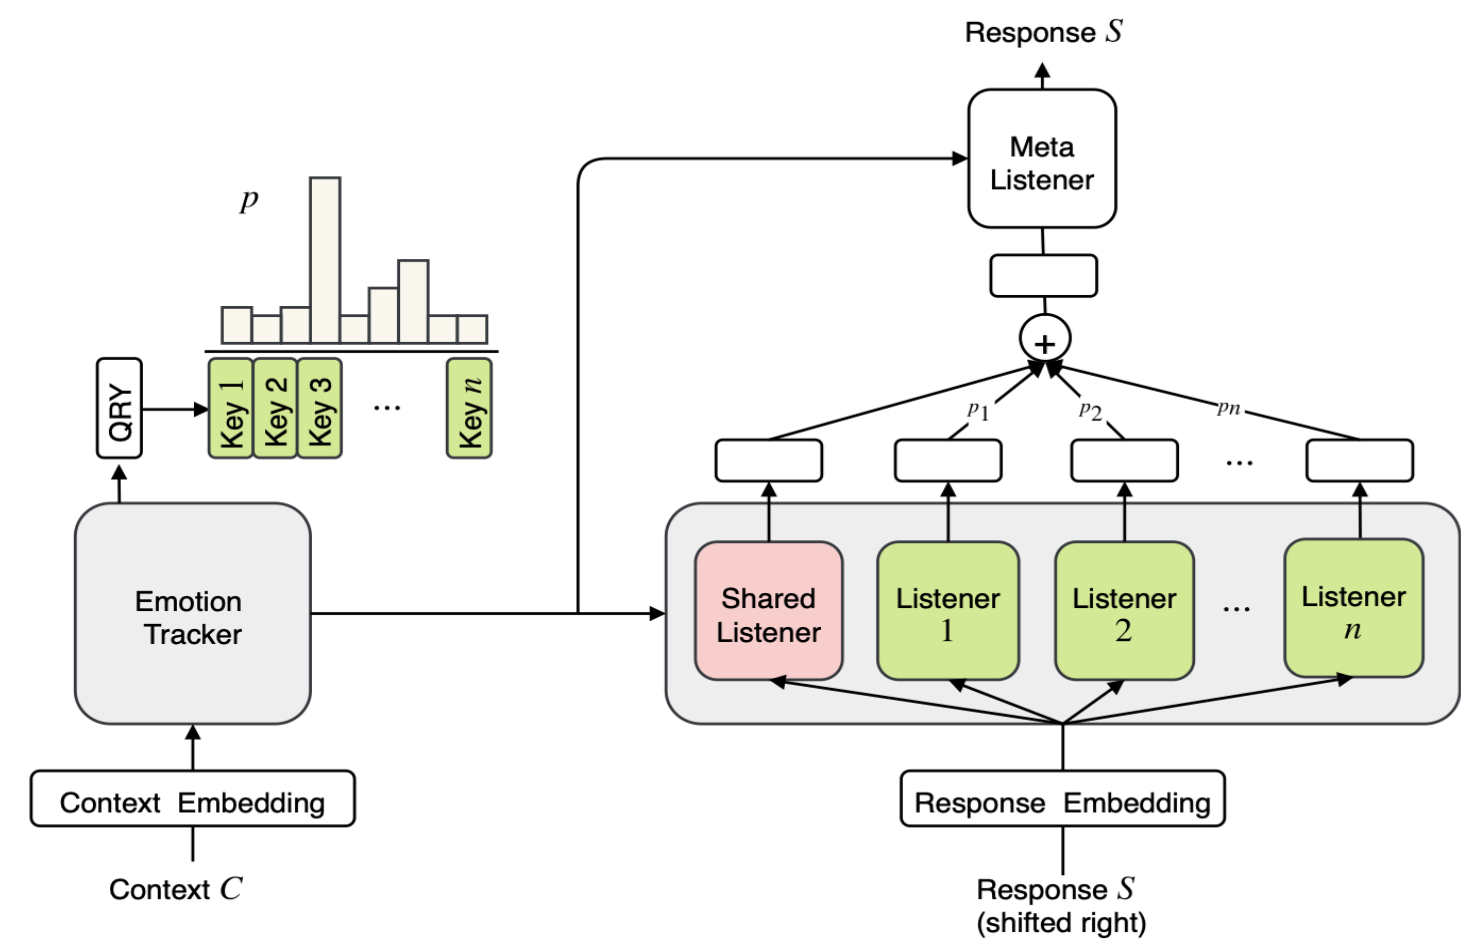 Response S
Meta
Listener
p
+
QRY
Key 1
Key 2
Key 3
...
Key n
p1
p2
pn
...
Emotion
Tracker
Shared
Listener
Listener
1
Listener
2
...
Listener
n
Context Embedding
Response Embedding
Context C
Response S
(shifted right)